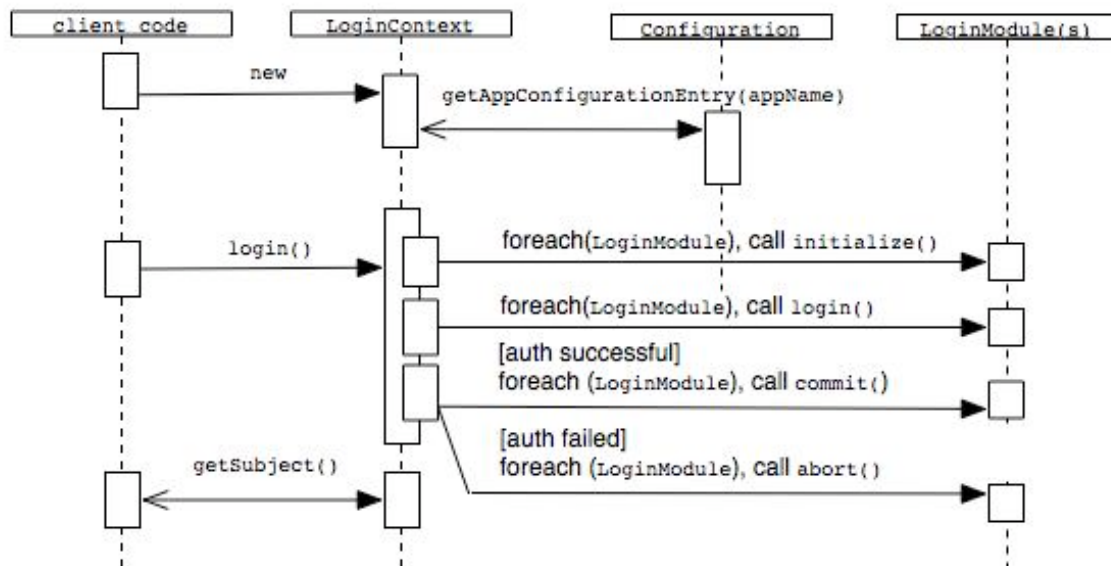 client code
LoginContext
Configuration
LoginModule(s)
new
getAppConfigurationEntry(appName)
login()
foreach(LoginModule), call initialize()
foreach(LoginModule), call login()
[auth successful]
foreach (LoginModule), call commit()
[auth failed]
foreach (LoginModule), call abort()
getSubject()